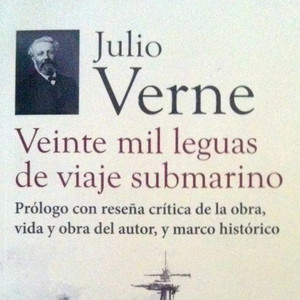 Julio
Verne
Veinte mil leguas
de viaje submarino
Prólogo con reseña crítica de la obra,
vida y obra del autor, y marco histórico